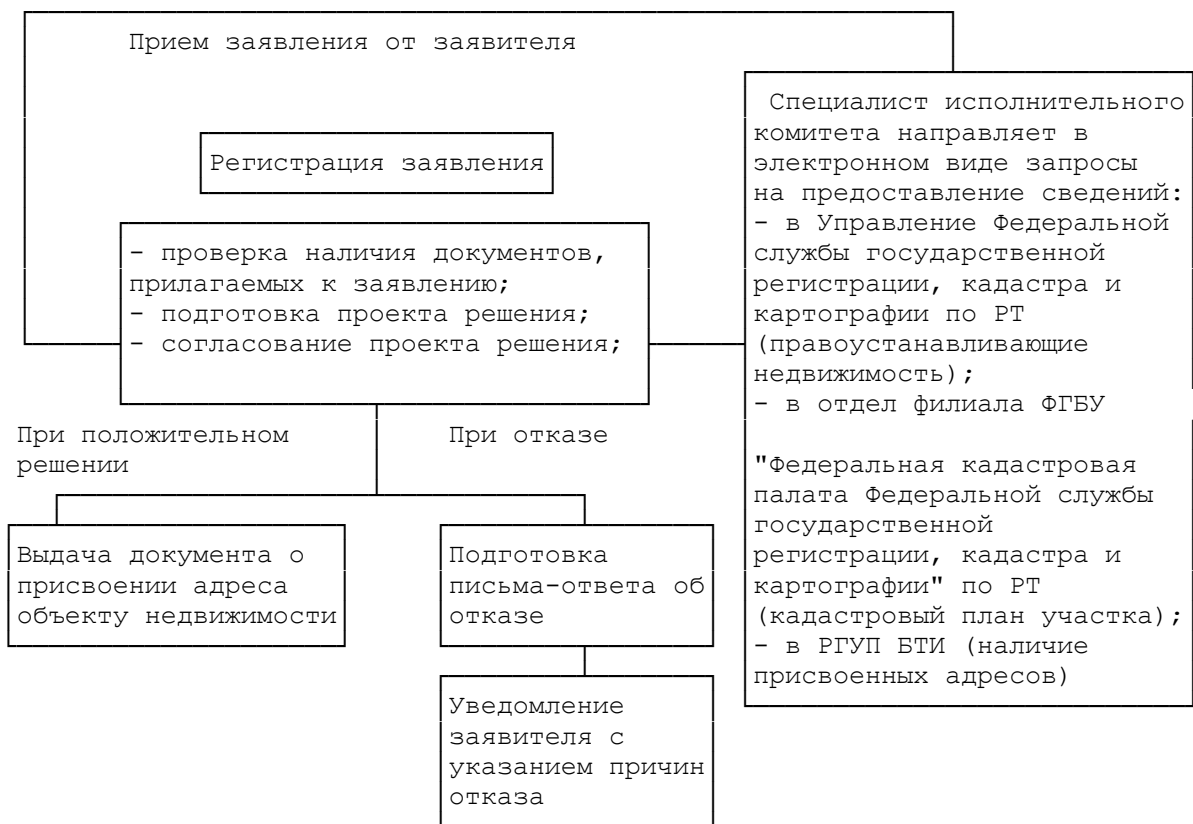 Прием заявления от заявителя
Регистрация заявления
- проверка наличия документов,
прилагаемых к заявлению;
- подготовка проекта решения;
- согласование проекта решения;
Специалист исполнительного
комитета направляет в
электронном виде запросы
на предоставление сведений:
- в Управление Федеральной
службы государственной
регистрации, кадастра и
картографии по РТ
(правоустанавливающие
недвижимость);
- в отдел филиала ФГБУ
"Федеральная кадастровая
палата Федеральной службы
государственной
регистрации, кадастра и
картографии" по РТ
(кадастровый план участка);
- в РГУП БТИ (наличие
присвоенных адресов)
При положительном
решении
При отказе
Выдача документа о
присвоении адреса
объекту недвижимости
Подготовка
письма-ответа об
отказе
Уведомление
заявителя с
указанием причин
отказа